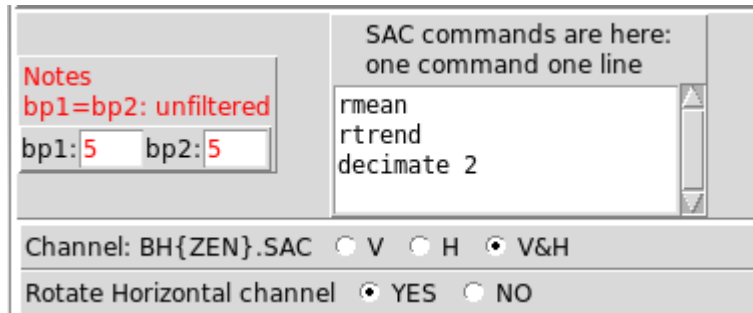 SAC commands are here:
one command one line
Notes
bp1=bp2: unfiltered
bp1: 5 bp2: 5
rmean
rtrend
decimate 2
Channel: BH{ZEN}.SAC V H V&H
Rotate Horizontal channel YES NO